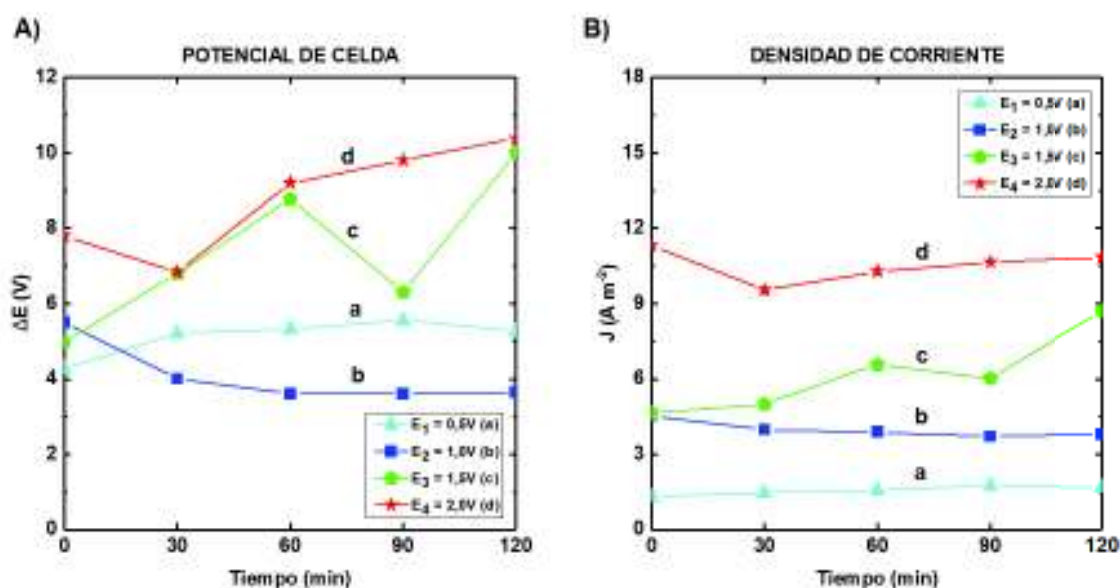 A)
POTENCIAL DE CELDA
12
10
8
6
4
2
0
ΔE (V)
d
c
a
b
E1 = 0,5V (a)
E2 = 1,0V (b)
E3 = 1,5V (c)
E4 = 2,0V (d)
0 30 60 90 120
Tiempo (min)
B)
DENSIDAD DE CORRIENTE
18
15
12
9
6
3
0
J (A m-2)
E1 = 0,5V (a)
E2 = 1,0V (b)
E3 = 1,5V (c)
E4 = 2,0V (d)
d
c
b
a
0 30 60 90 120
Tiempo (min)